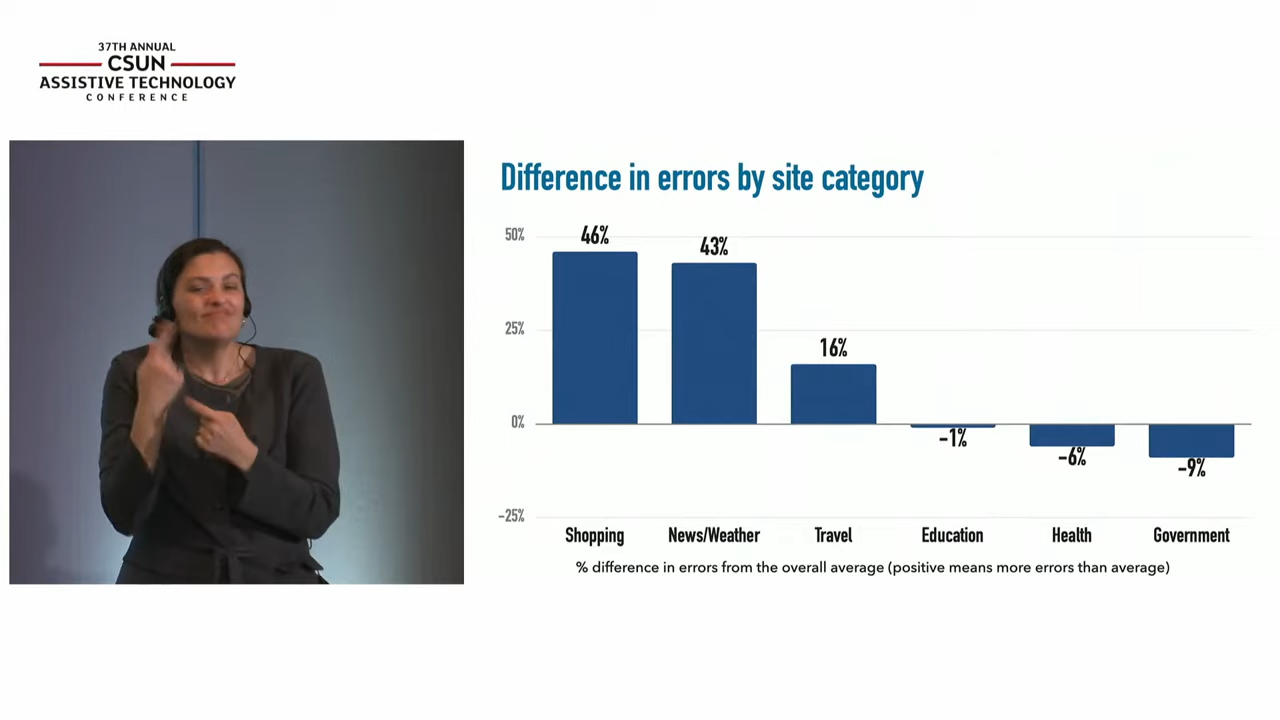 37TH ANNUAL
CSUN
ASSISTIVE TECHNOLOGY
CONFERENCE
Difference in errors by site category
50%
25%
0%
-25%
46%
43%
16%
-1%
-6%
-9%
Shopping
News/Weather
Travel
Education
Health
Government
% difference in errors from the overall average (positive means more errors than average)